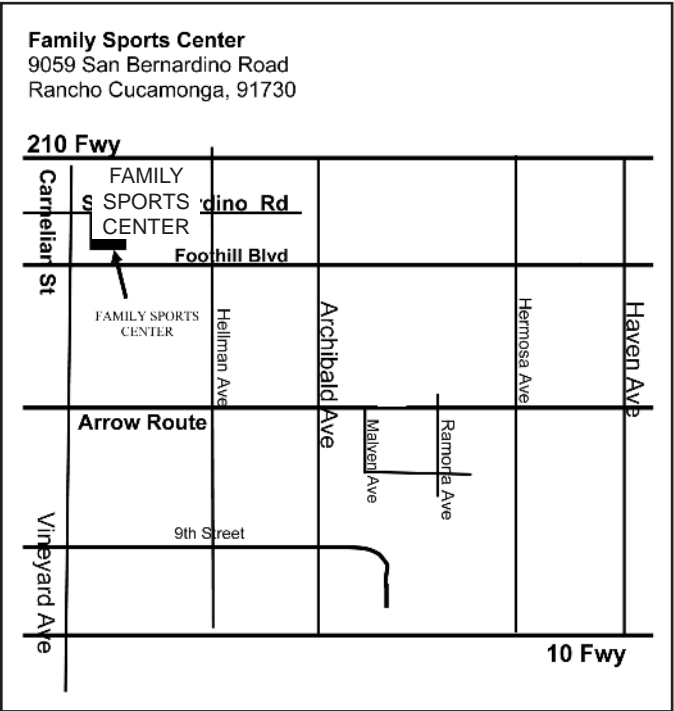 Family Sports Center
9059 San Bernardino Road
Rancho Cucamonga, 91730
210 Fwy
Carnelian St
FAMILY
SPORTS
CENTER
Rd
Foothill Blvd
FAMILY SPORTS
CENTER
Hellman Ave
Archibald Ave
Hermosa Ave
Haven Ave
Arrow Route
Malven Ave
Ramona Ave
9th Street
Vineyard Ave
10 Fwy